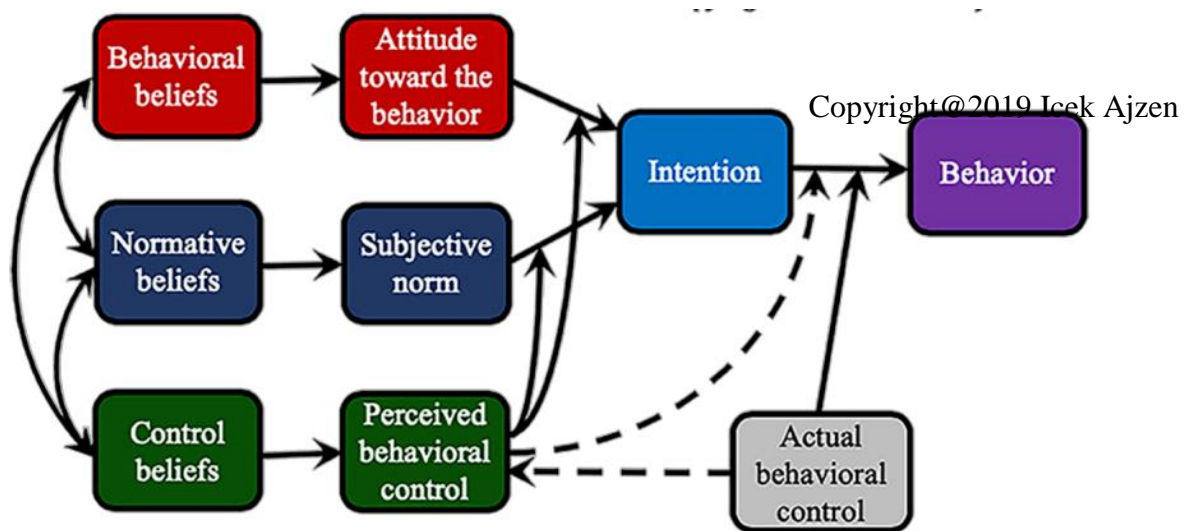 Behavioral
beliefs
Attitude
toward the
behavior
Copyright@2019 Icek Ajzen
Intention
Behavior
Normative
beliefs
Subjective
norm
Control
beliefs
Perceived
behavioral
control
Actual
behavioral
control